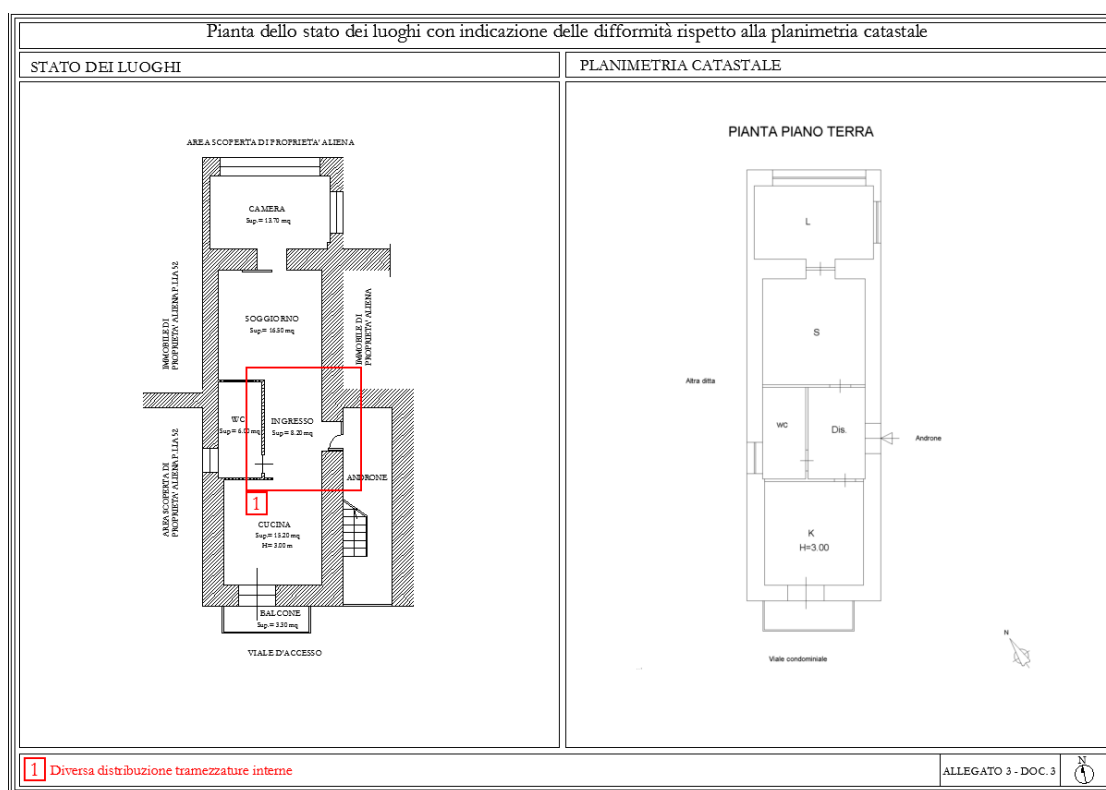 Pianta dello stato dei luoghi con indicazione delle difformità rispetto alla planimetria catastale
STATO DEI LUOGHI
AREA SCOPERTA DI PROPRIETA' ALIENA
CAMERA
Sup.= 13.70 mq
IMMOBILE DI
PROPRIETA' ALIENA P.LLA 52
SOGGIORNO
Sup.= 16.80 mq
IMMOBILE DI
PROPRIETA' ALIENA
WC
INGRESSO
Sup.= 8.20 mq
AREA SCOPERTA DI
PROPRIETA' ALIENA P.LLA 52
ANDRONE
1
CUCINA
Sup.= 13.20 mq
H= 3.00 m
BALCONE
Sup.= 3.30 mq
VIALE D'ACCESSO
PLANIMETRIA CATASTALE
PIANTA PIANO TERRA
L
S
Altra ditta
WC
Dis.
Androne
K
H=3.00
N
Viale condominiale
1 Diversa distribuzione tramezzature interne
ALLEGATO 3 - DOC. 3
N